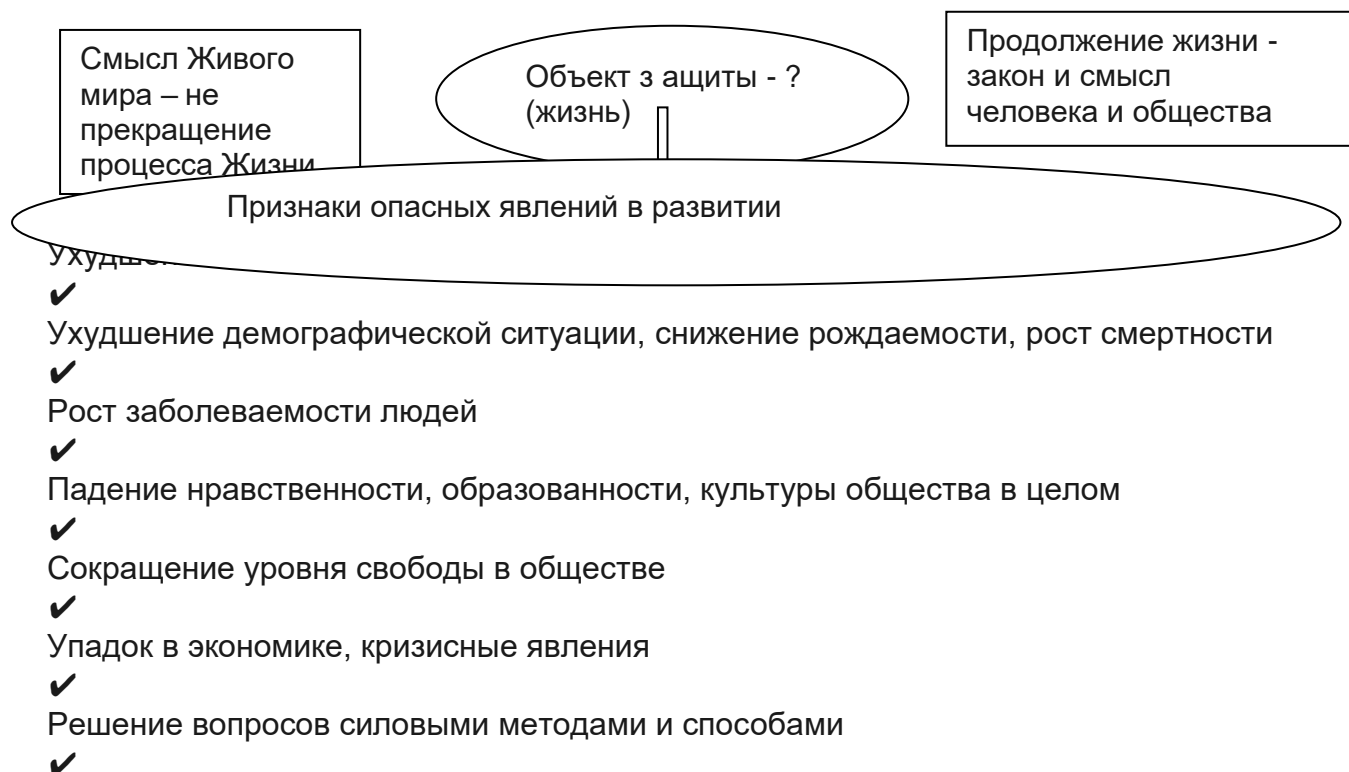 Смысл Живого
мира – не
прекращение
процесса Жизни
Объект з ащиты - ?
(жизнь)
Продолжение жизни -
закон и смысл
человека и общества
Признаки опасных явлений в развитии
✔
Ухудшение демографической ситуации, снижение рождаемости, рост смертности
✔
Рост заболеваемости людей
✔
Падение нравственности, образованности, культуры общества в целом
✔
Сокращение уровня свободы в обществе
✔
Упадок в экономике, кризисные явления
✔
Решение вопросов силовыми методами и способами
✔